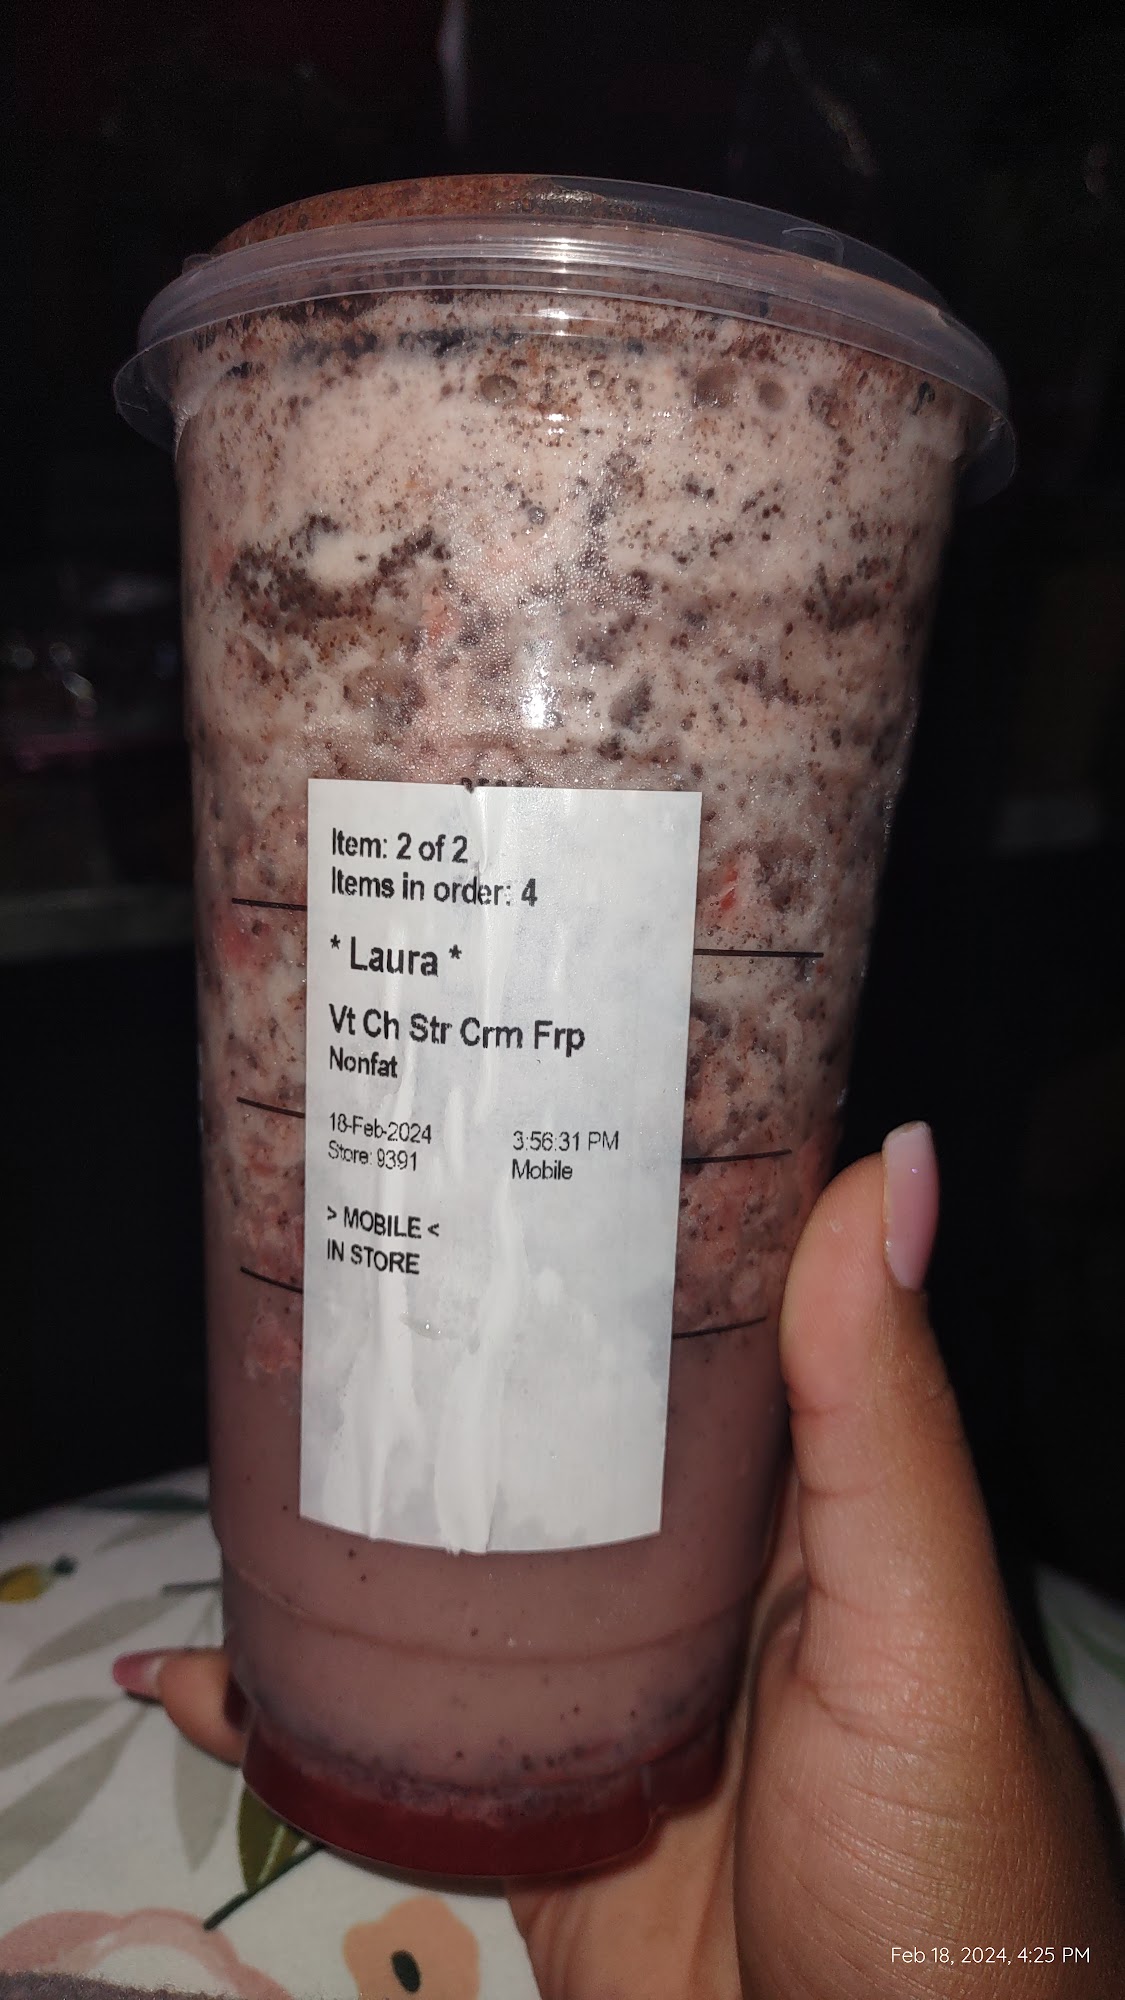 Item: 2 of 2
Items in order: 4
* Laura *
Vt Ch Str Crm Frp
Nonfat
18-Feb-2024 3:56:31 PM
Store: 9391 Mobile
> MOBILE <
IN STORE
Feb 18, 2024, 4:25 PM